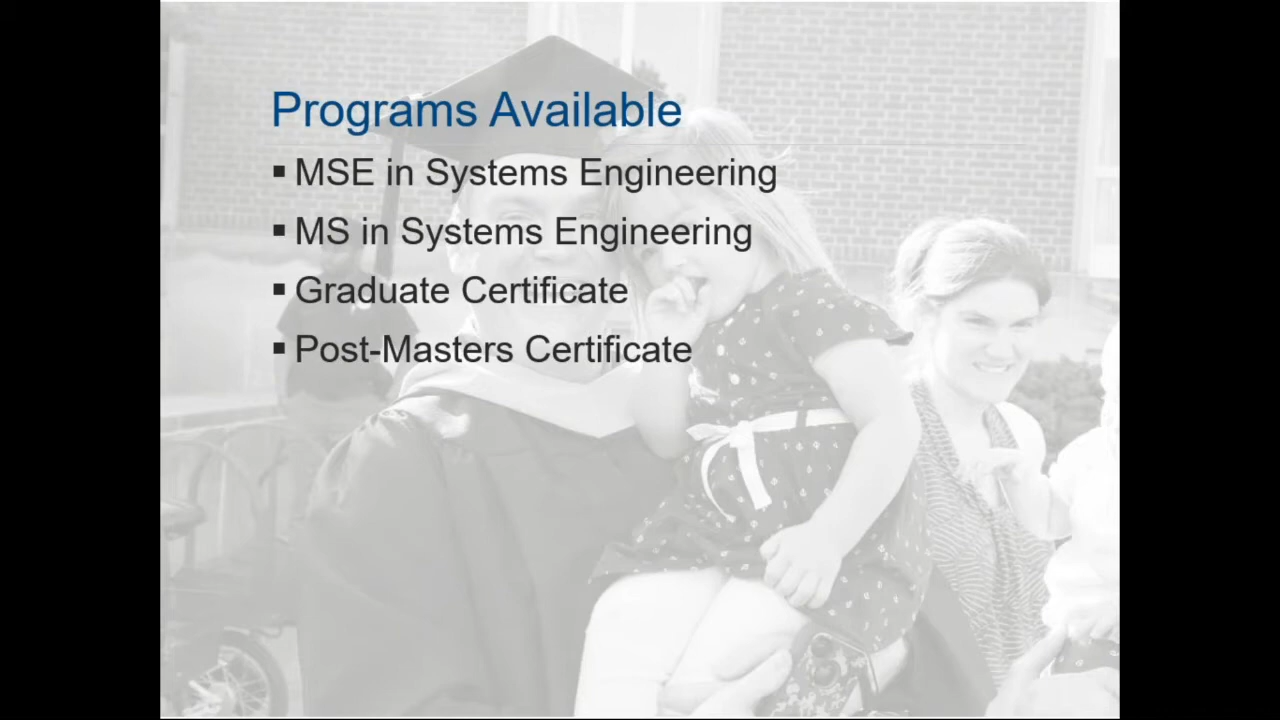 Programs Available
▪ MSE in Systems Engineering
▪ MS in Systems Engineering
▪ Graduate Certificate
▪ Post-Masters Certificate